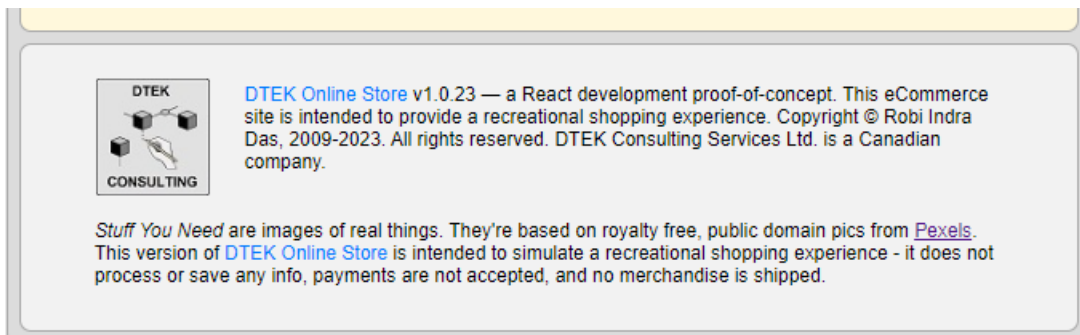 DTEK
CONSULTING
DTEK Online Store v1.0.23 — a React development proof-of-concept. This eCommerce
site is intended to provide a recreational shopping experience. Copyright © Robi Indra
Das, 2009-2023. All rights reserved. DTEK Consulting Services Ltd. is a Canadian
company.
Stuff You Need are images of real things. They're based on royalty free, public domain pics from Pexels.
This version of DTEK Online Store is intended to simulate a recreational shopping experience - it does not
process or save any info, payments are not accepted, and no merchandise is shipped.